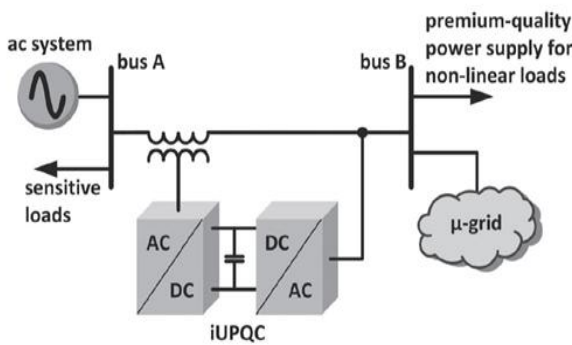 ac system
bus A
sensitive
loads
bus B
premium-quality
power supply for
non-linear loads
μ-grid
AC
DC
DC
AC
iUPQC